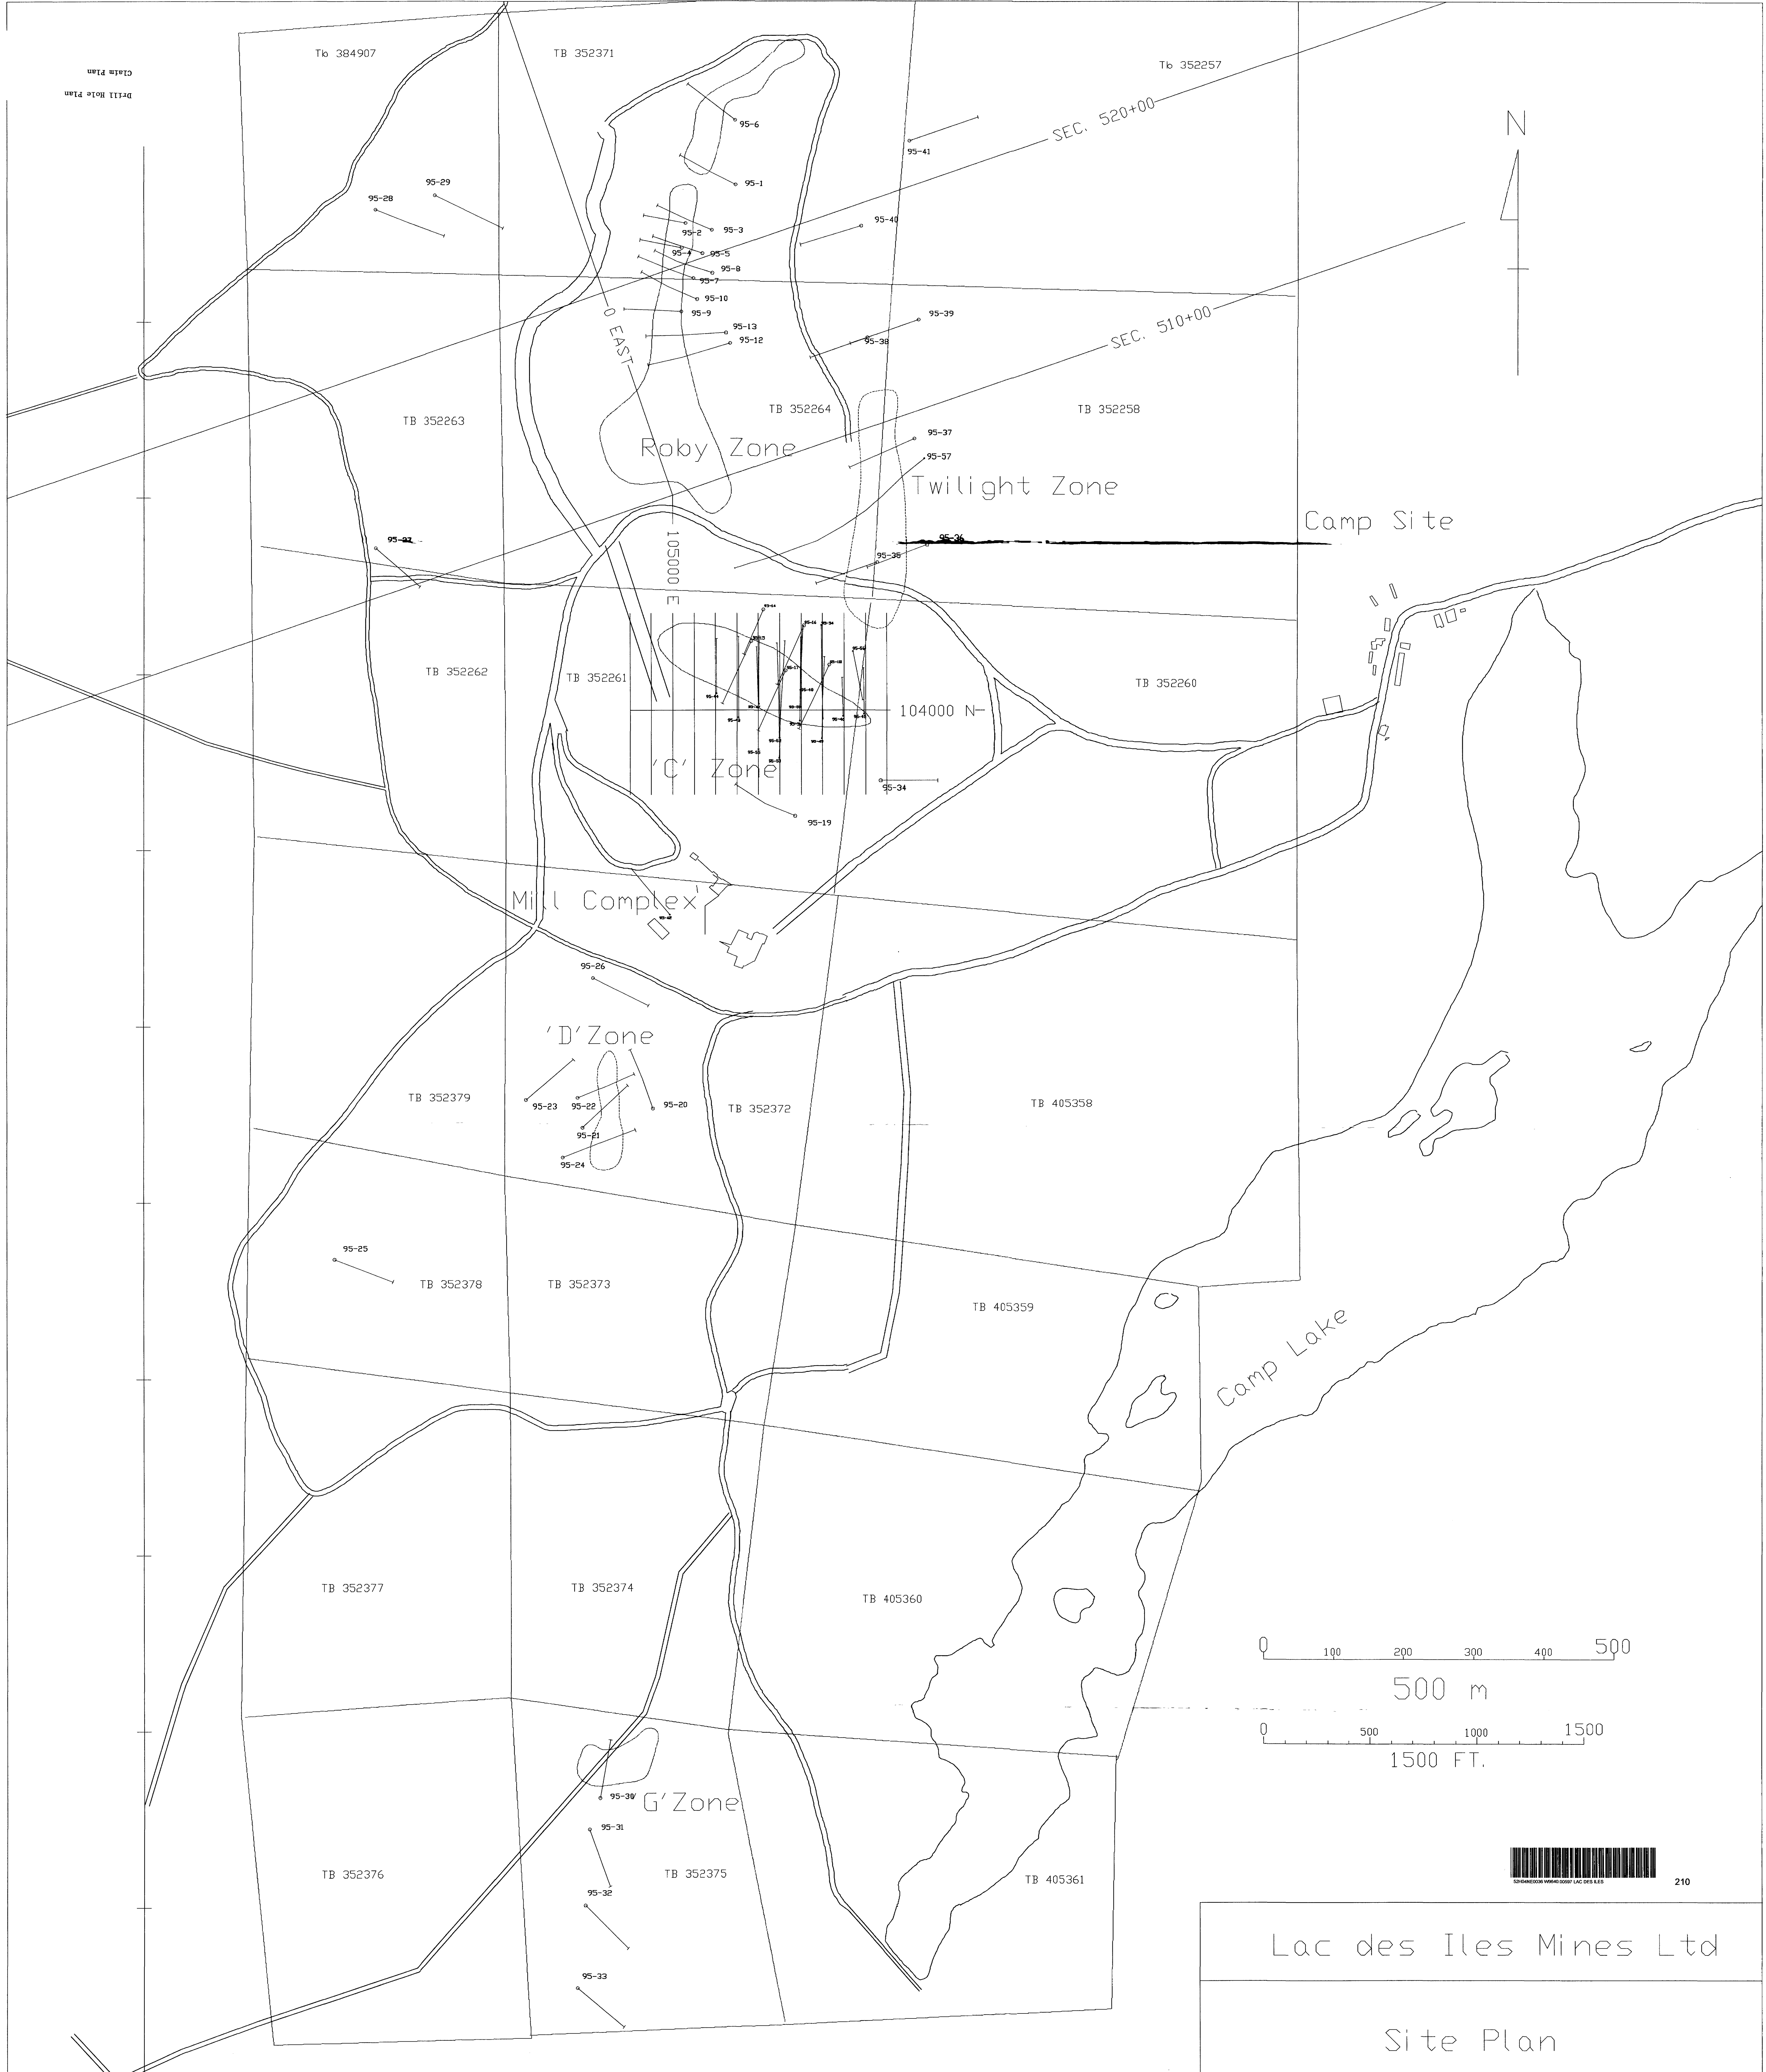 Claim Plan
Drill Hole Plan
Tb 384907
TB 352371
Tb 352257
N
SEC. 520+00
95-6
95-41
95-1
95-29
95-28
95-40
95-2
95-3
95-4
95-5
95-8
95-7
95-10
95-9
95-13
95-12
0 EAST
95-39
95-38
SEC. 510+00
TB 352263
TB 352264
TB 352258
Roby Zone
95-37
95-57
Twilight Zone
Camp Site
95-36
95-35
105000 E
TB 352262
TB 352261
TB 352260
104000 N
'C' Zone
95-34
95-19
Mill Complex'
95-26
'D'Zone
TB 352379
95-23
95-22
95-20
TB 352372
TB 405358
95-21
95-24
95-25
TB 352378
TB 352373
TB 405359
Camp Lake
TB 352377
TB 352374
TB 405360
0 100 200 300 400 500
500 m
0 500 1000 1500
1500 FT.
95-30
'G'Zone
95-31
TB 352376
TB 352375
TB 405361
95-32
95-33
210
Lac des Iles Mines Ltd
Site Plan